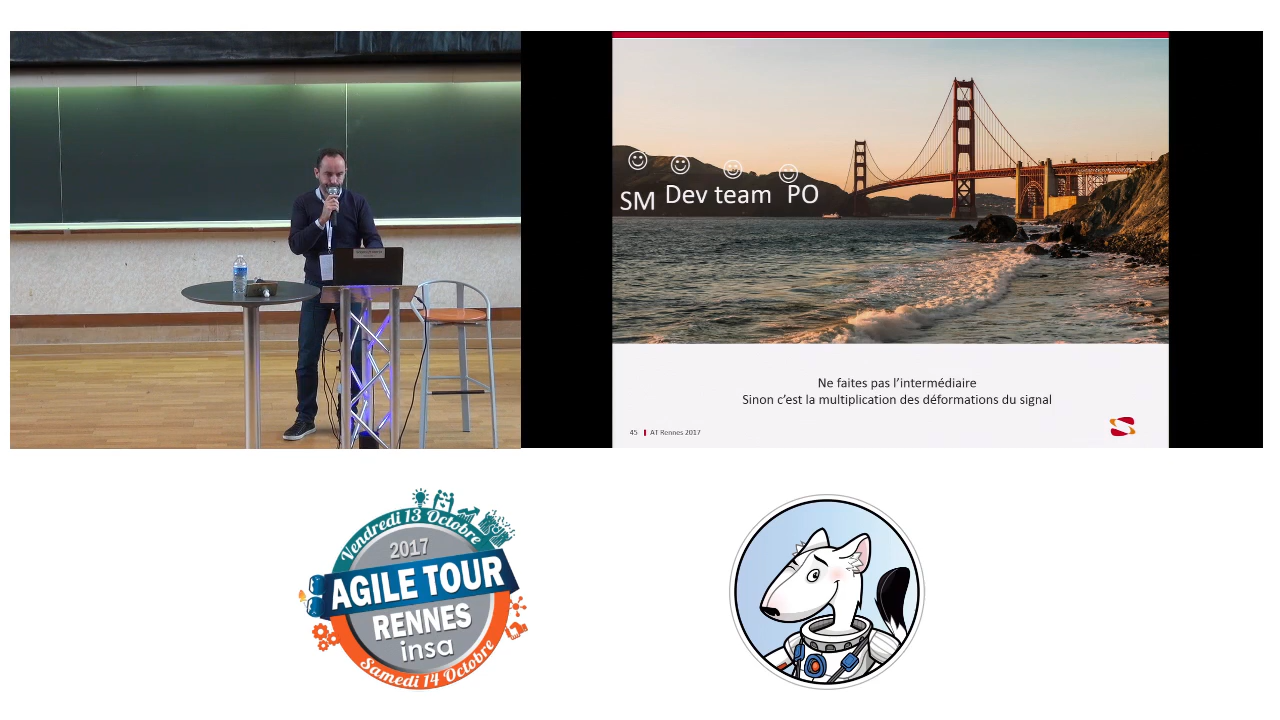 SM Dev team PO
Ne faites pas l'intermédiaire
Sinon c'est la multiplication des déformations du signal
45 AT Rennes 2017
Vendredi 13 Octobre
2017
AGILE TOUR
RENNES
insa
Samedi 14 Octobre